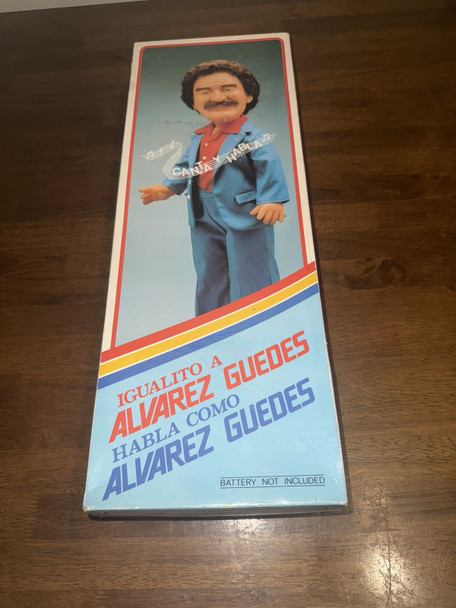 CANTA Y HABLA
IGUALITO A
ALVAREZ GUEDES
HABLA COMO
ALVAREZ GUEDES
BATTERY NOT INCLUDED